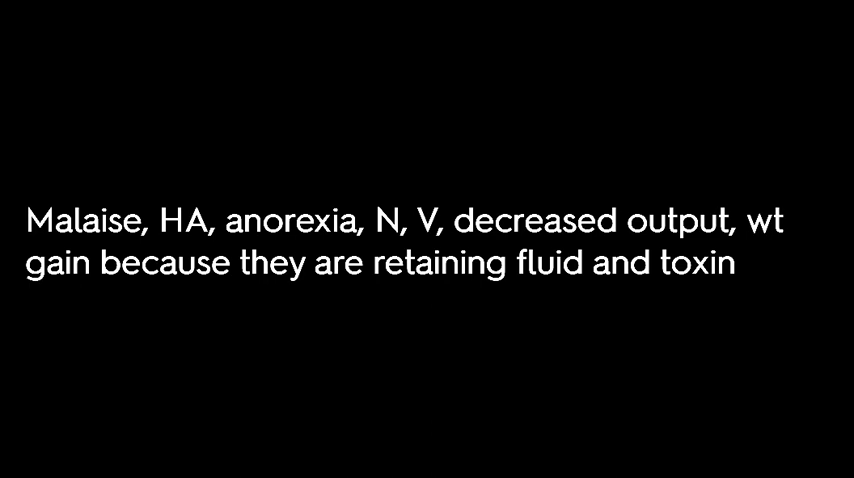 Malaise, HA, anorexia, N, V, decreased output, wt
gain because they are retaining fluid and toxin